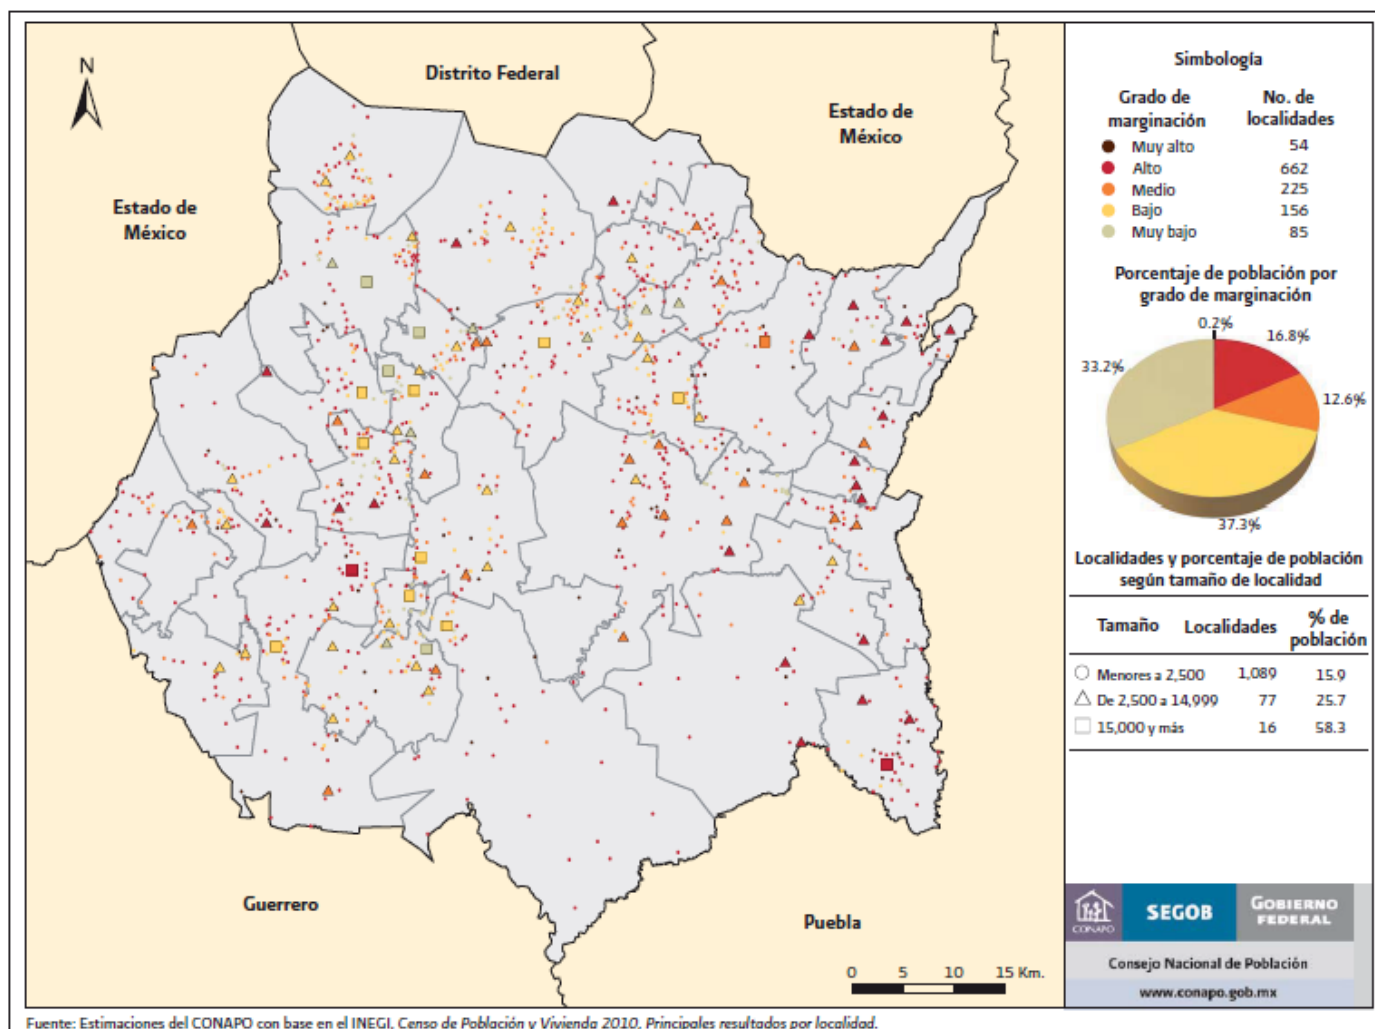 N
Distrito Federal
Estado de
México
Estado de
México
Guerrero
Puebla
0 5 10 15 Km.
Simbología
Grado de
marginación
No. de
localidades
Muy alto 54
Alto 662
Medio 225
Bajo 156
Muy bajo 85
Porcentaje de población por
grado de marginación
0.2%
16.8%
33.2%
12.6%
37.3%
Localidades y porcentaje de población
según tamaño de localidad
Tamaño Localidades % de
población
Menores a 2,500 1,089 15.9
De 2,500 a 14,999 77 25.7
15,000 y más 16 58.3
CONAPO
SEGOB
GOBIERNO
FEDERAL
Consejo Nacional de Población
www.conapo.gob.mx
Fuente: Estimaciones del CONAPO con base en el INEGI, Censo de Población y Vivienda 2010, Principales resultados por localidad.